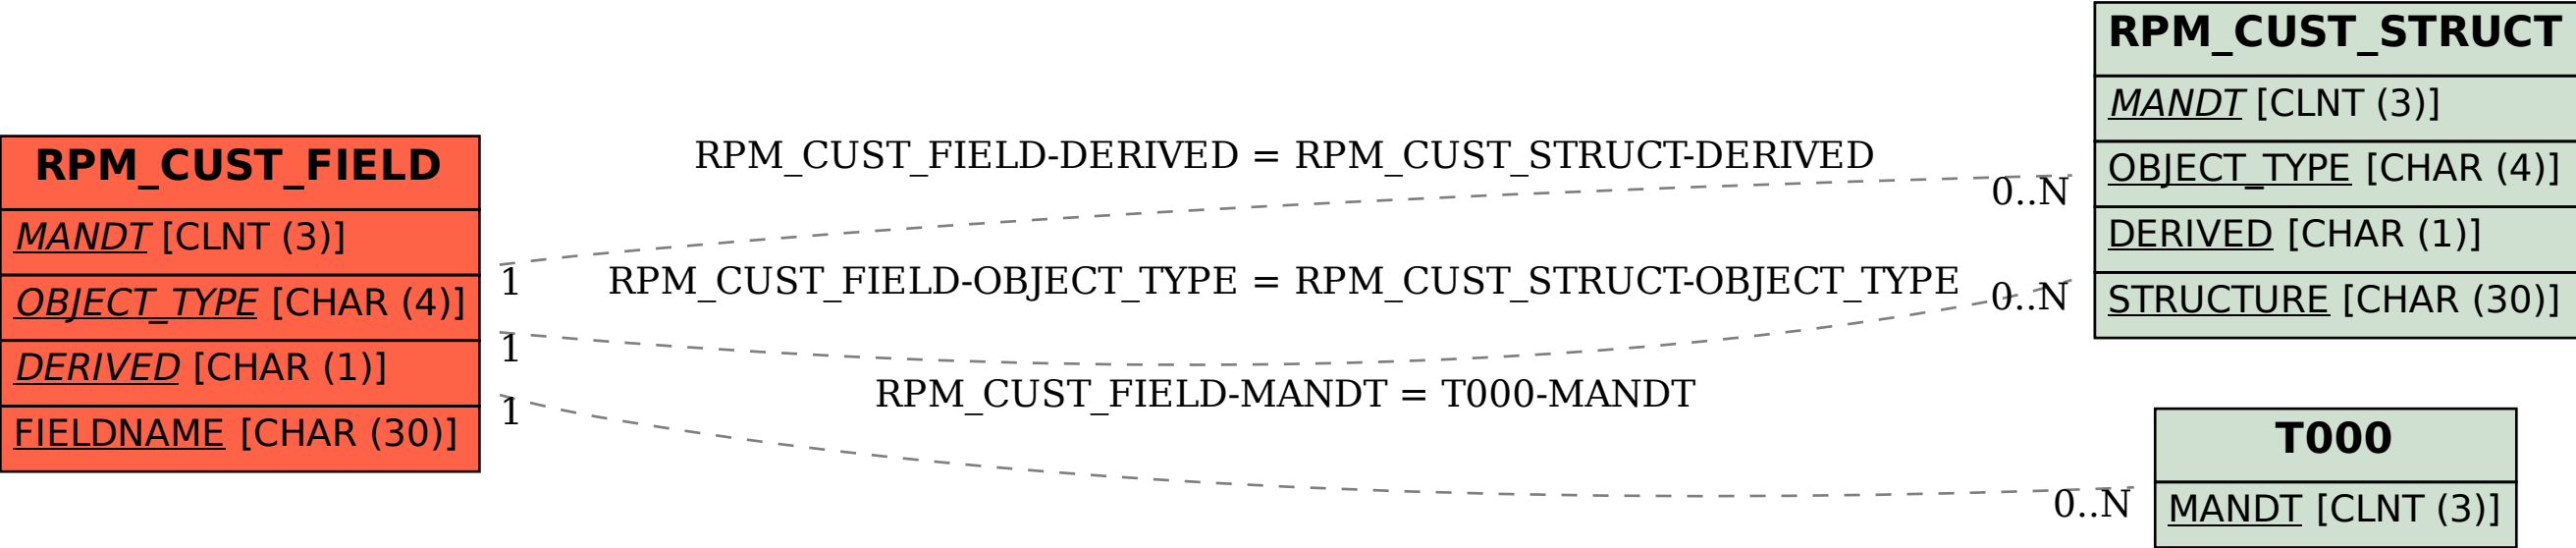 RPM_CUST_FIELD
MANDT [CLNT (3)]
OBJECT_TYPE [CHAR (4)]
DERIVED [CHAR (1)]
FIELDNAME [CHAR (30)]
RPM_CUST_FIELD-DERIVED = RPM_CUST_STRUCT-DERIVED
0..N
1
RPM_CUST_FIELD-OBJECT_TYPE = RPM_CUST_STRUCT-OBJECT_TYPE
0..N
1
RPM_CUST_FIELD-MANDT = T000-MANDT
1
0..N
RPM_CUST_STRUCT
MANDT [CLNT (3)]
OBJECT_TYPE [CHAR (4)]
DERIVED [CHAR (1)]
STRUCTURE [CHAR (30)]
T000
MANDT [CLNT (3)]